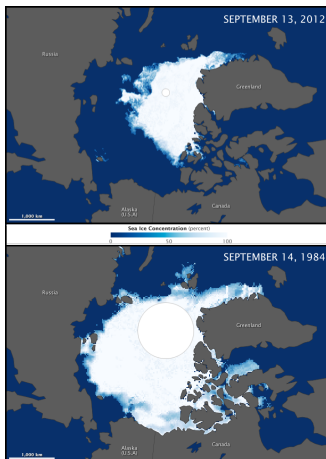 SEPTEMBER 13, 2012
Russia
Greenland
Alaska
(U.S.A)
Canada
1,000 km
Sea Ice Concentration (percent)
0 50 100
SEPTEMBER 14, 1984
Russia
Greenland
Alaska
(U.S.A)
Canada
1,000 km